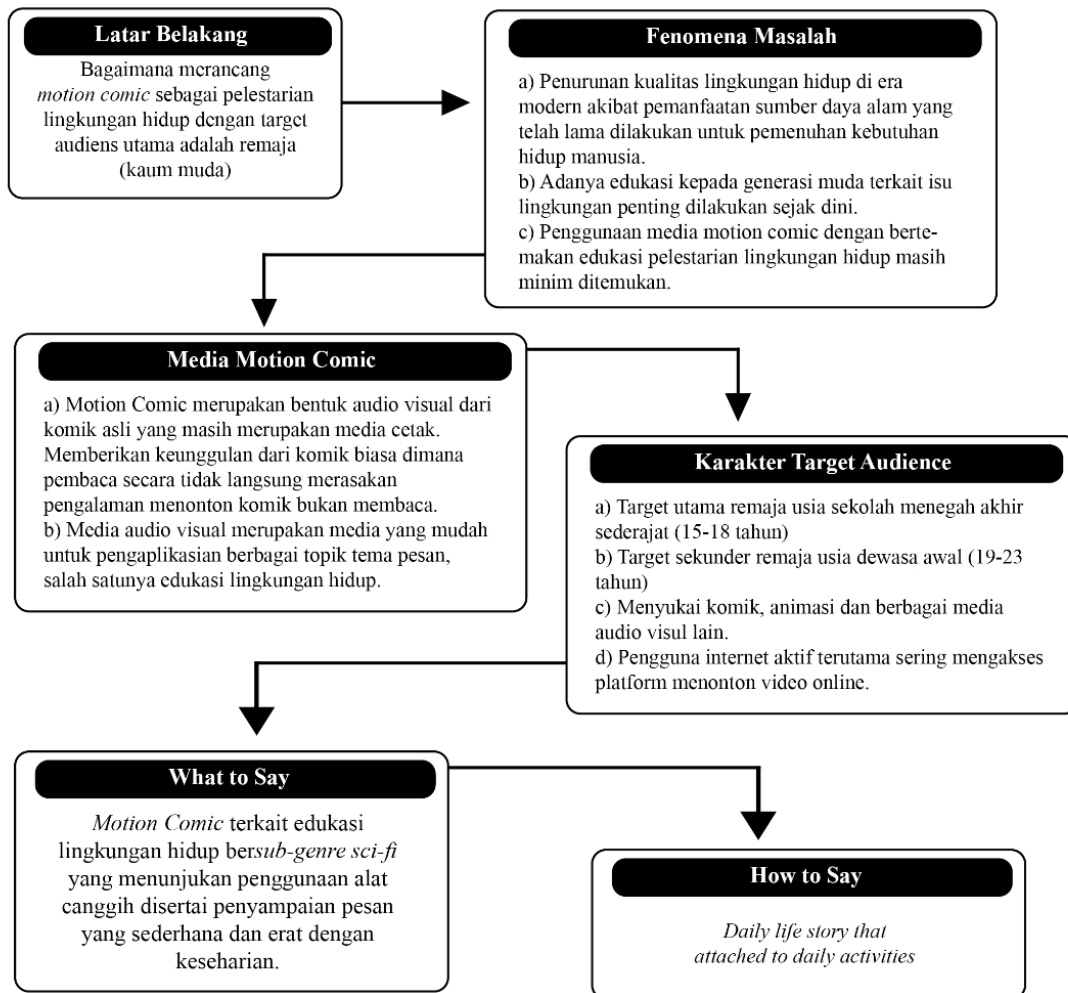 Latar Belakang
Bagaimana merancang
motion comic sebagai pelestarian
lingkungan hidup dengan target
audiens utama adalah remaja
(kaum muda)
Fenomena Masalah
a) Penurunan kualitas lingkungan hidup di era
modern akibat pemanfaatan sumber daya alam yang
telah lama dilakukan untuk pemenuhan kebutuhan
hidup manusia.
b) Adanya edukasi kepada generasi muda terkait isu
lingkungan penting dilakukan sejak dini.
c) Penggunaan media motion comic dengan berte-
makan edukasi pelestarian lingkungan hidup masih
minim ditemukan.
Media Motion Comic
a) Motion Comic merupakan bentuk audio visual dari
komik asli yang masih merupakan media cetak.
Memberikan keunggulan dari komik biasa dimana
pembaca secara tidak langsung merasakan
pengalaman menonton komik bukan membaca.
b) Media audio visual merupakan media yang mudah
untuk pengaplikasian berbagai topik tema pesan,
salah satunya edukasi lingkungan hidup.
Karakter Target Audience
a) Target utama remaja usia sekolah menegah akhir
sederajat (15-18 tahun)
b) Target sekunder remaja usia dewasa awal (19-23
tahun)
c) Menyukai komik, animasi dan berbagai media
audio visul lain.
d) Pengguna internet aktif terutama sering mengakses
platform menonton video online.
What to Say
Motion Comic terkait edukasi
lingkungan hidup bersub-genre sci-fi
yang menunjukan penggunaan alat
canggih disertai penyampaian pesan
yang sederhana dan erat dengan
keseharian.
How to Say
Daily life story that
attached to daily activities